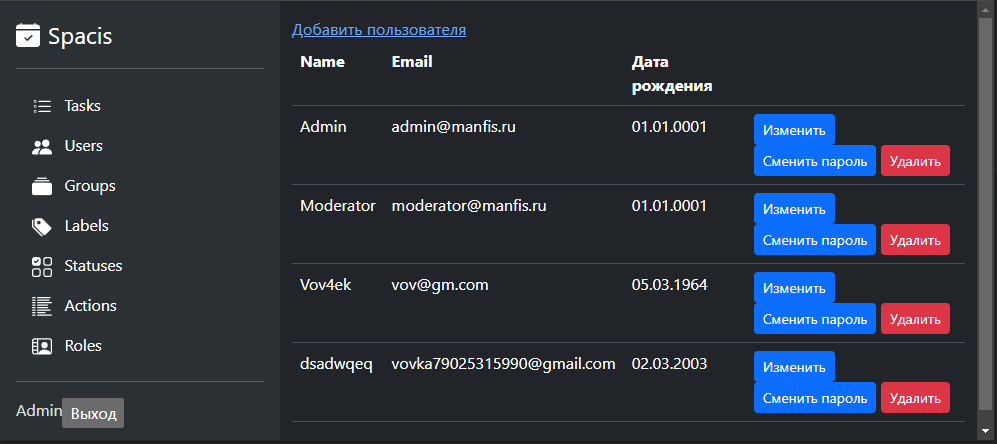 Spacis
Tasks
Users
Groups
Labels
Statuses
Actions
Roles
Admin Выход
Добавить пользователя
Name Email Дата рождения
Admin admin@manfis.ru 01.01.0001 Изменить
Сменить пароль Удалить
Moderator moderator@manfis.ru 01.01.0001 Изменить
Сменить пароль Удалить
Vov4ek vov@gm.com 05.03.1964 Изменить
Сменить пароль Удалить
dsadwqeq vovka79025315990@gmail.com 02.03.2003 Изменить
Сменить пароль Удалить